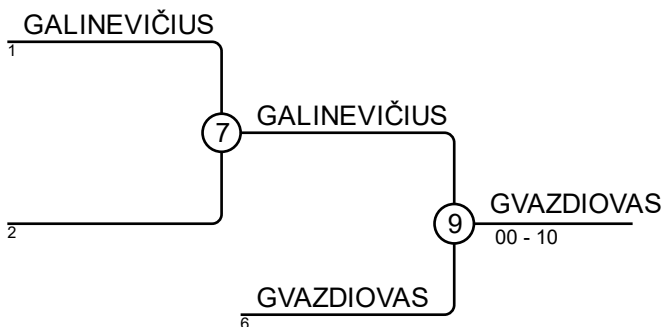 GALINEVIČIUS
1
7
GALINEVIČIUS
2
9
GVAZDIOVAS
00 - 10
GVAZDIOVAS
6